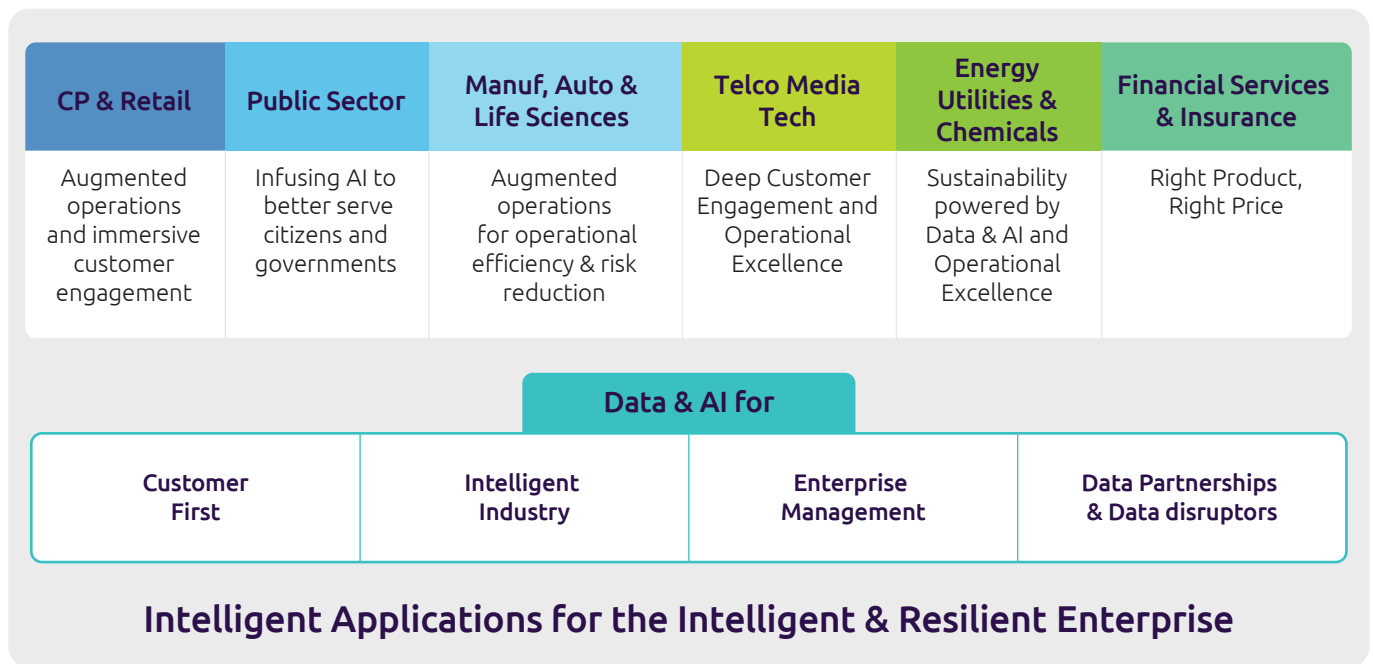 CP & Retail
Public Sector
Manuf, Auto &
Life Sciences
Telco Media
Tech
Energy
Utilities &
Chemicals
Financial Services
& Insurance
Augmented
operations
and immersive
customer
engagement
Infusing AI to
better serve
citizens and
governments
Augmented
operations
for operational
efficiency & risk
reduction
Deep Customer
Engagement and
Operational
Excellence
Sustainability
powered by
Data & AI and
Operational
Excellence
Right Product,
Right Price
Data & AI for
Customer
First
Intelligent
Industry
Enterprise
Management
Data Partnerships
& Data disruptors
Intelligent Applications for the Intelligent & Resilient Enterprise